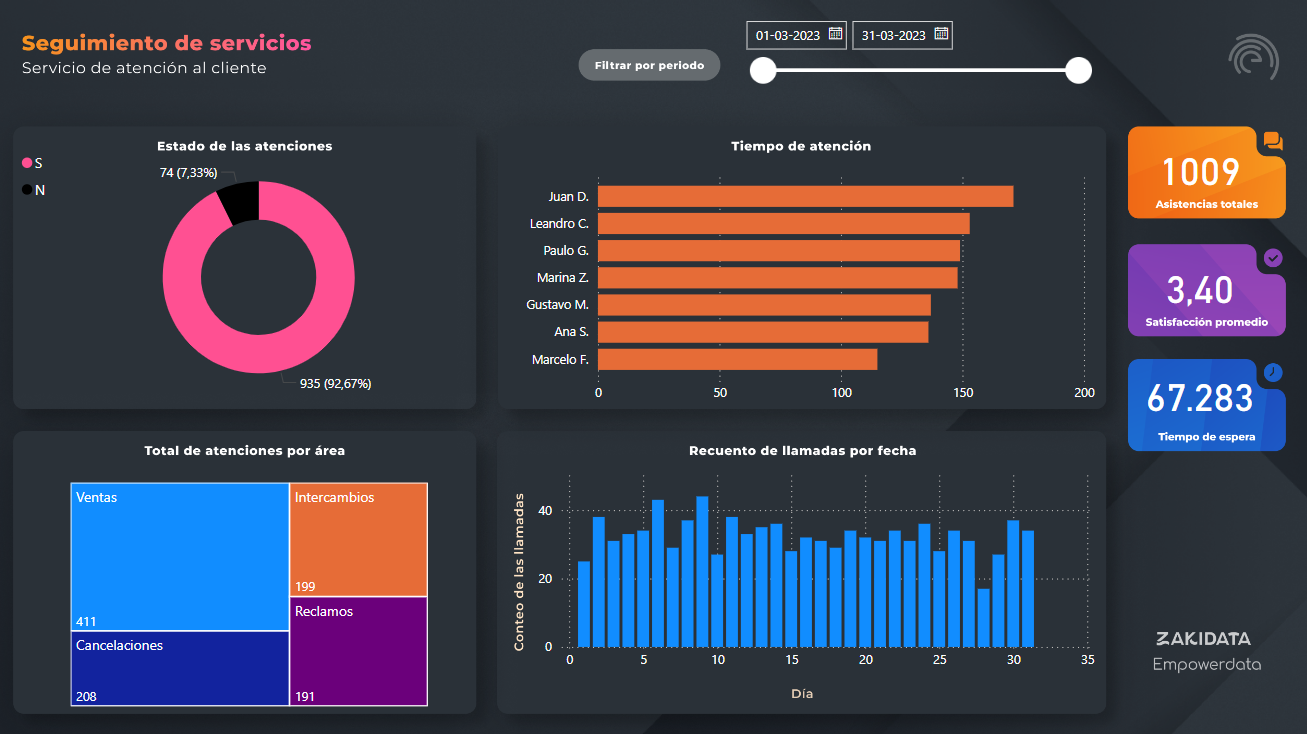 Seguimiento de servicios
Servicio de atención al cliente
Filtrar por periodo
01-03-2023
31-03-2023
Estado de las atenciones
S
N
74 (7,33%)
935 (92,67%)
Tiempo de atención
Juan D.
Leandro C.
Paulo G.
Marina Z.
Gustavo M.
Ana S.
Marcelo F.
0
50
100
150
200
1009
Asistencias totales
3,40
Satisfacción promedio
67.283
Tiempo de espera
Total de atenciones por área
Ventas
411
Cancelaciones
208
Intercambios
199
Reclamos
191
Recuento de llamadas por fecha
Conteo de las llamadas
40
20
0
0
5
10
15
20
25
30
35
Día
ZAKIDATA
Empowerdata